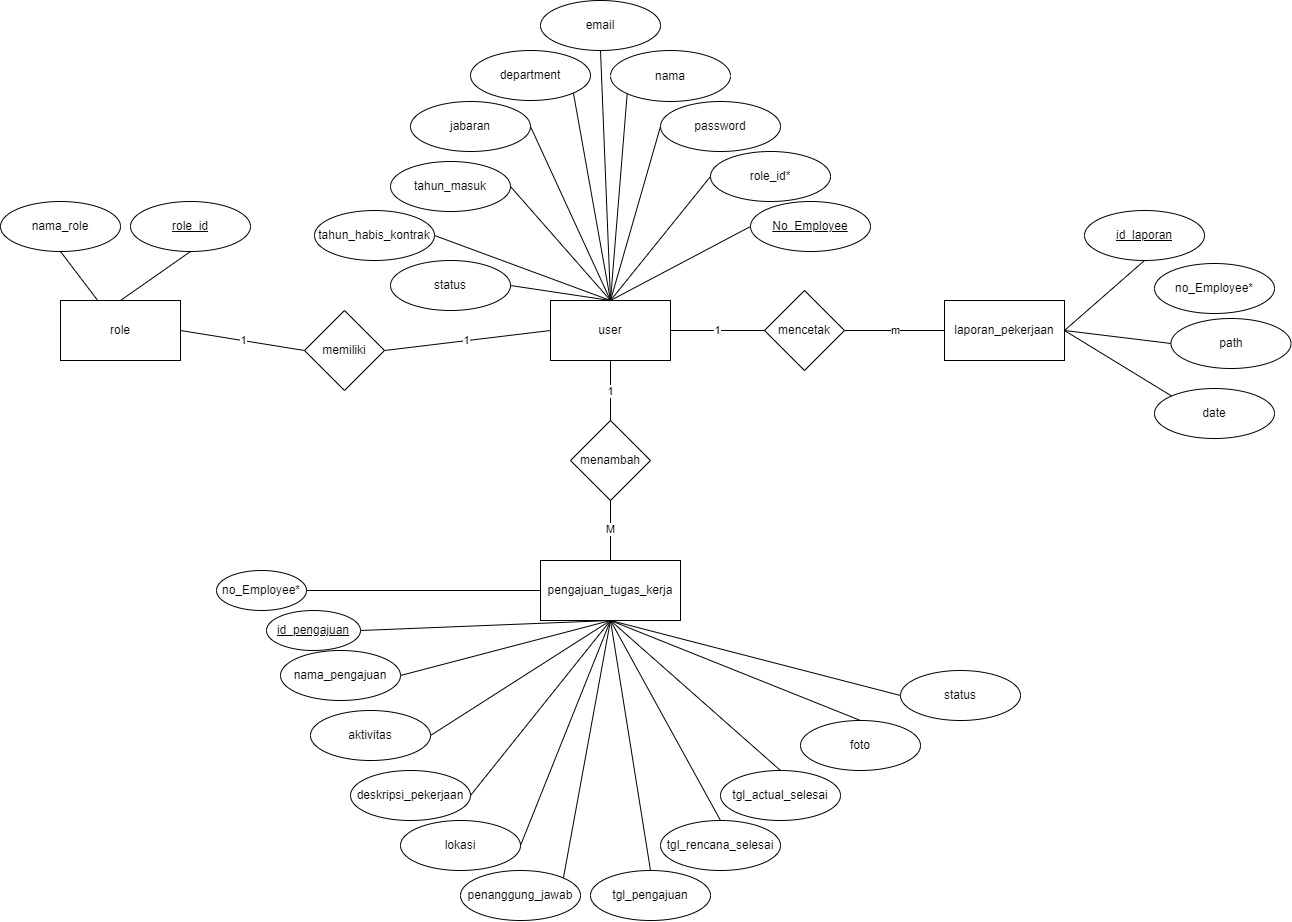 email
department
nama
jabaran
password
tahun_masuk
role_id*
nama_role
role_id
tahun_habis_kontrak
No_Employee
id_laporan
status
no_Employee*
role
1
memiliki
1
user
1
mencetak
m
laporan_pekerjaan
path
1
date
menambah
M
no_Employee*
pengajuan_tugas_kerja
id_pengajuan
nama_pengajuan
status
aktivitas
foto
deskripsi_pekerjaan
tgl_actual_selesai
lokasi
tgl_rencana_selesai
penanggung_jawab
tgl_pengajuan